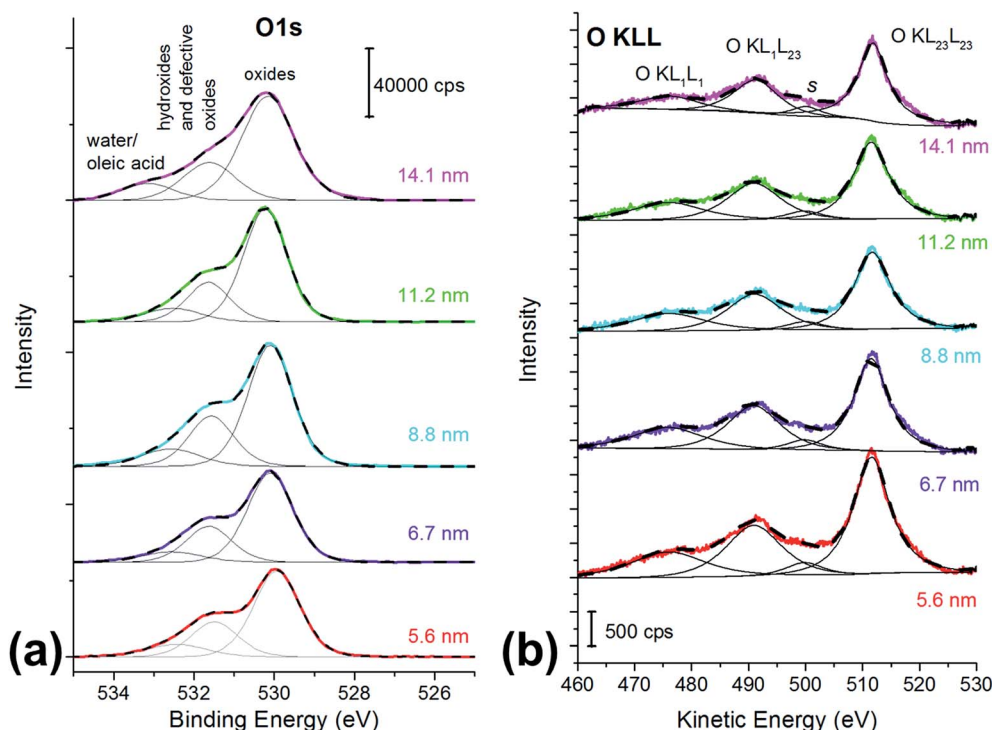 O1s
40000 cps
oxides
hydroxides
and defective
oxides
water/
oleic acid
14.1 nm
11.2 nm
8.8 nm
6.7 nm
5.6 nm
Intensity
(a)
534 532 530 528 526
Binding Energy (eV)
O KLL
O KL₁L₁
O KL₁L₂₃
s
O KL₂₃L₂₃
14.1 nm
11.2 nm
8.8 nm
6.7 nm
5.6 nm
500 cps
Intensity
(b)
460 470 480 490 500 510 520 530
Kinetic Energy (eV)